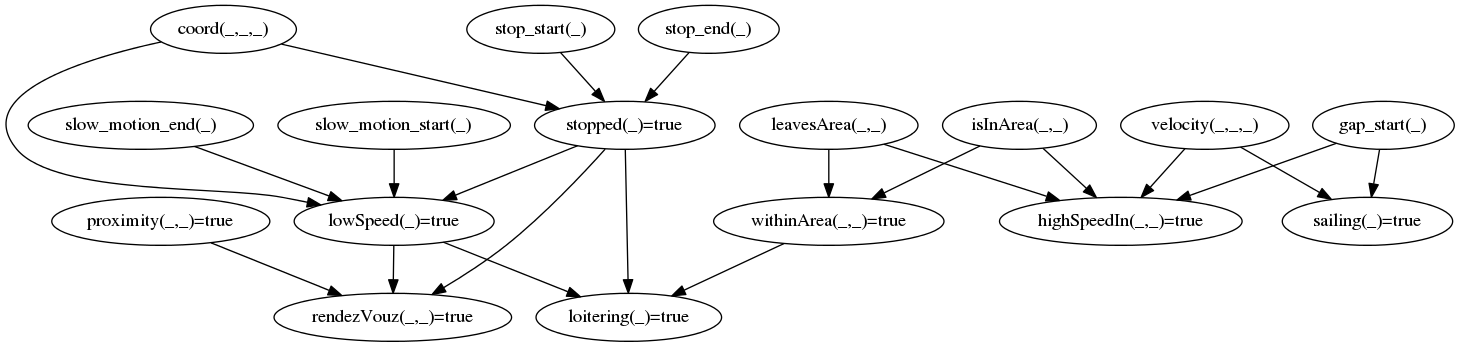 coord(_,_,_)
stop_start(_)
stop_end(_)
slow_motion_end(_)
slow_motion_start(_)
stopped(_)=true
leavesArea(_,_)
isInArea(_,_)
velocity(_,_,_)
gap_start(_)
proximity(_,_)=true
lowSpeed(_)=true
withinArea(_,_)=true
highSpeedIn(_,_)=true
sailing(_)=true
rendezVouz(_,_)=true
loitering(_)=true